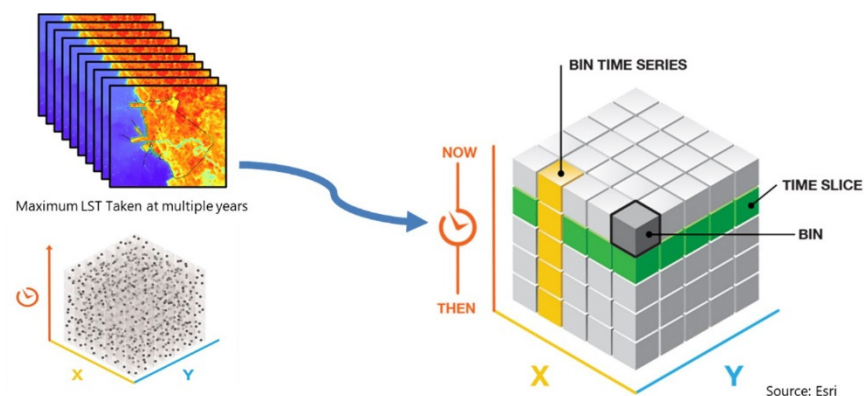 Maximum LST Taken at multiple years
X
Y
BIN TIME SERIES
NOW
TIME SLICE
BIN
THEN
X
Y
Source: Esri